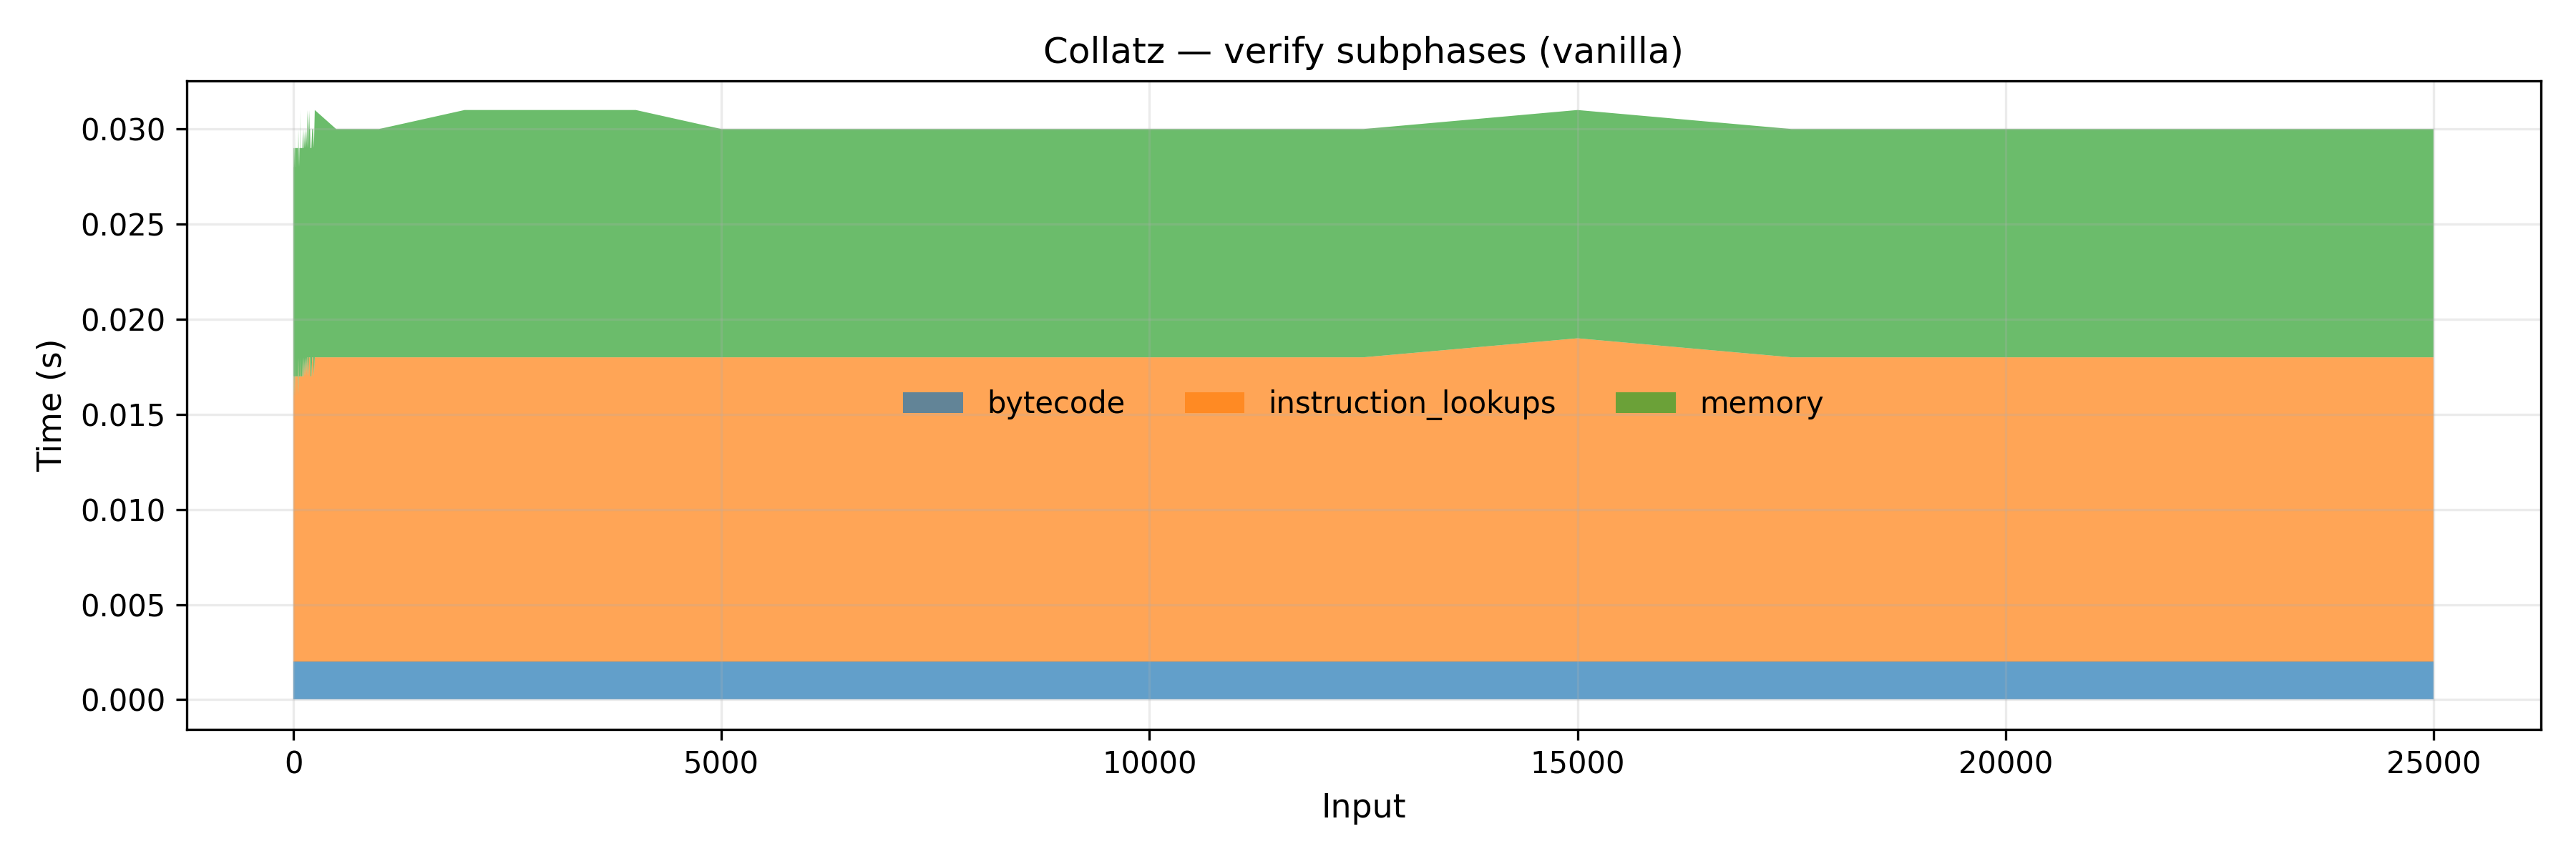 Collatz — verify subphases (vanilla)
Time (s)
0.030
0.025
0.020
0.015
0.010
0.005
0.000
bytecode instruction_lookups memory
0 5000 10000 15000 20000 25000
Input